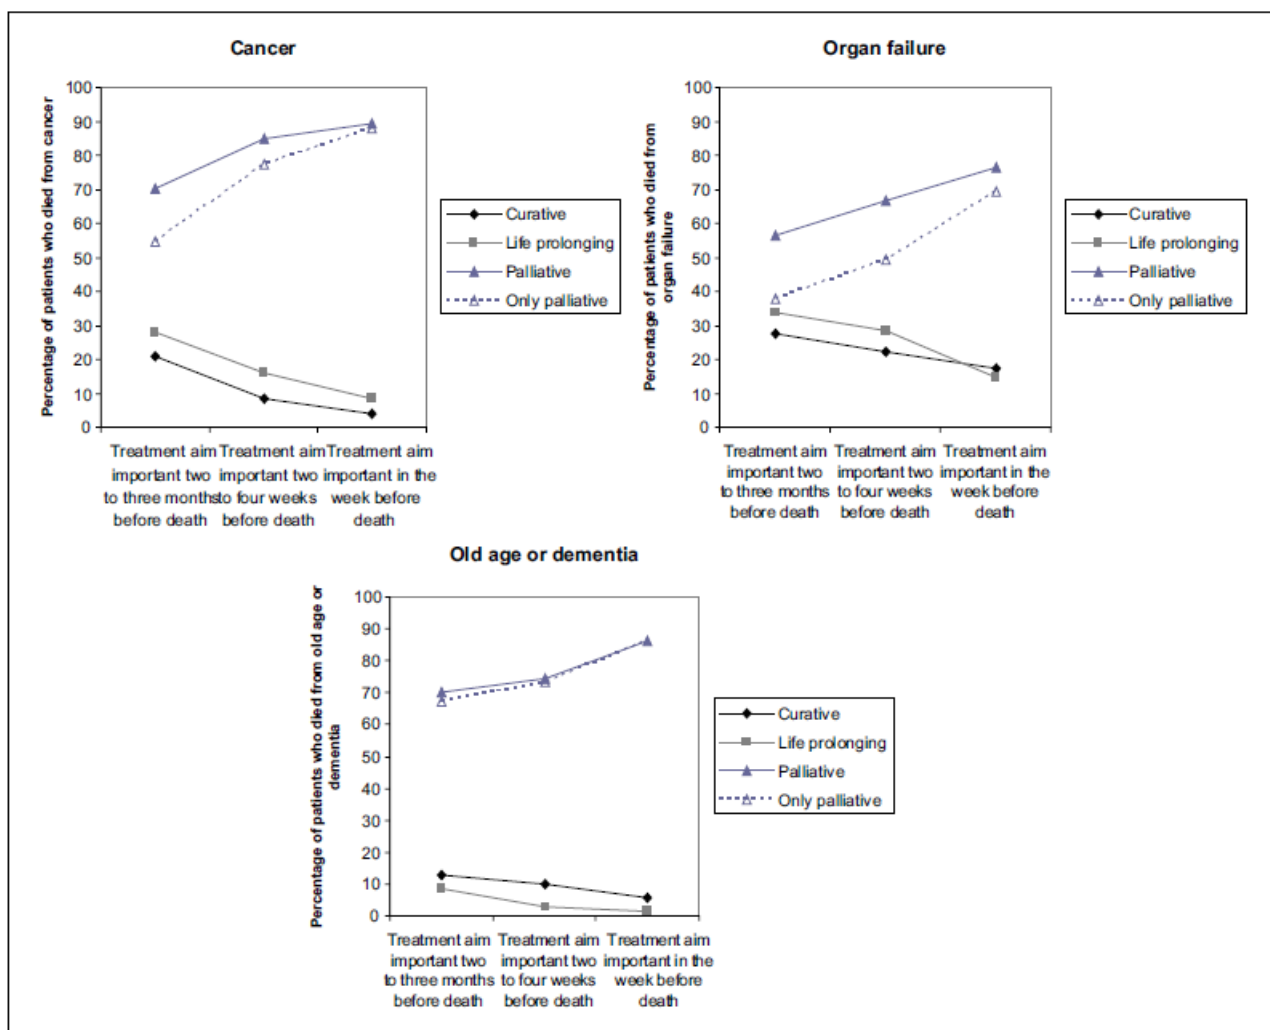 Cancer
Percentage of patients who died from cancer
100
90
80
70
60
50
40
30
20
10
0
Treatment aim Treatment aim Treatment aim
important two important two important in the
to three months to four weeks week before
before death before death death
Curative
Life prolonging
Palliative
Only palliative
Organ failure
Percentage of patients who died from
organ failure
100
90
80
70
60
50
40
30
20
10
0
Treatment aim Treatment aim Treatment aim
important two important two important in the
to three months to four weeks week before
before death before death death
Curative
Life prolonging
Palliative
Only palliative
Old age or dementia
Percentage of patients who died from old age or
dementia
100
90
80
70
60
50
40
30
20
10
0
Treatment aim Treatment aim Treatment aim
important two important two important in the
to three months to four weeks week before
before death before death death
Curative
Life prolonging
Palliative
Only palliative